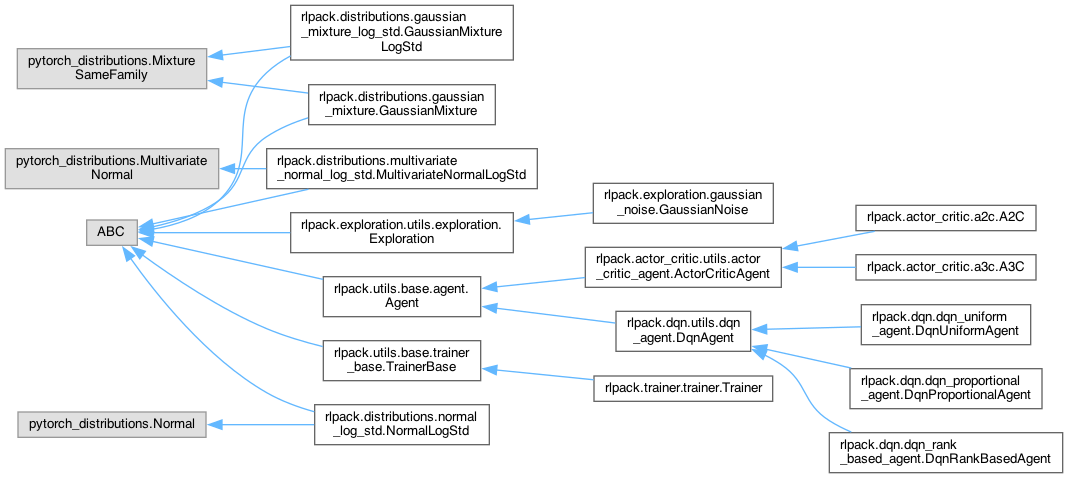 pytorch_distributions.Mixture
SameFamily
pytorch_distributions.Multivariate
Normal
ABC
pytorch_distributions.Normal
rlpack.distributions.gaussian
_mixture_log_std.GaussianMixture
LogStd
rlpack.distributions.gaussian
_mixture.GaussianMixture
rlpack.distributions.multivariate
_normal_log_std.MultivariateNormalLogStd
rlpack.exploration.utils.exploration.
Exploration
rlpack.utils.base.agent.
Agent
rlpack.utils.base.trainer
_base.TrainerBase
rlpack.distributions.normal
_log_std.NormalLogStd
rlpack.exploration.gaussian
_noise.GaussianNoise
rlpack.actor_critic.utils.actor
_critic_agent.ActorCriticAgent
rlpack.dqn.utils.dqn
_agent.DqnAgent
rlpack.trainer.trainer.Trainer
rlpack.actor_critic.a2c.A2C
rlpack.actor_critic.a3c.A3C
rlpack.dqn.dqn_uniform
_agent.DqnUniformAgent
rlpack.dqn.dqn_proportional
_agent.DqnProportionalAgent
rlpack.dqn.dqn_rank
_based_agent.DqnRankBasedAgent